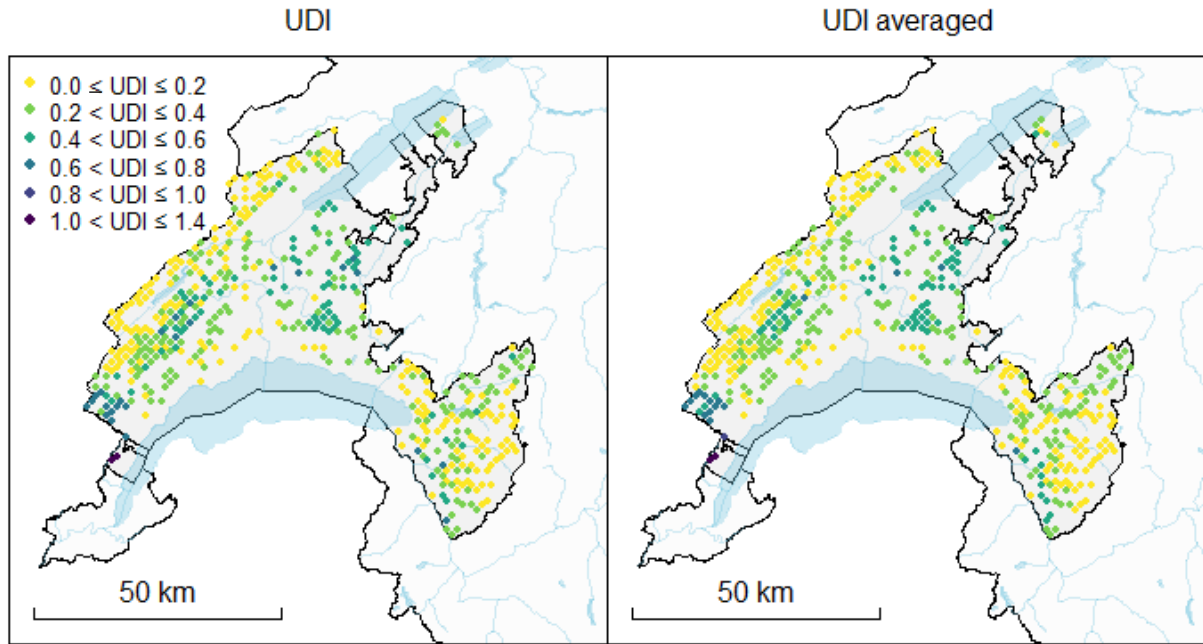 UDI
UDI averaged
0.0 ≤ UDI ≤ 0.2
0.2 < UDI ≤ 0.4
0.4 < UDI ≤ 0.6
0.6 < UDI ≤ 0.8
0.8 < UDI ≤ 1.0
1.0 < UDI ≤ 1.4
50 km
50 km